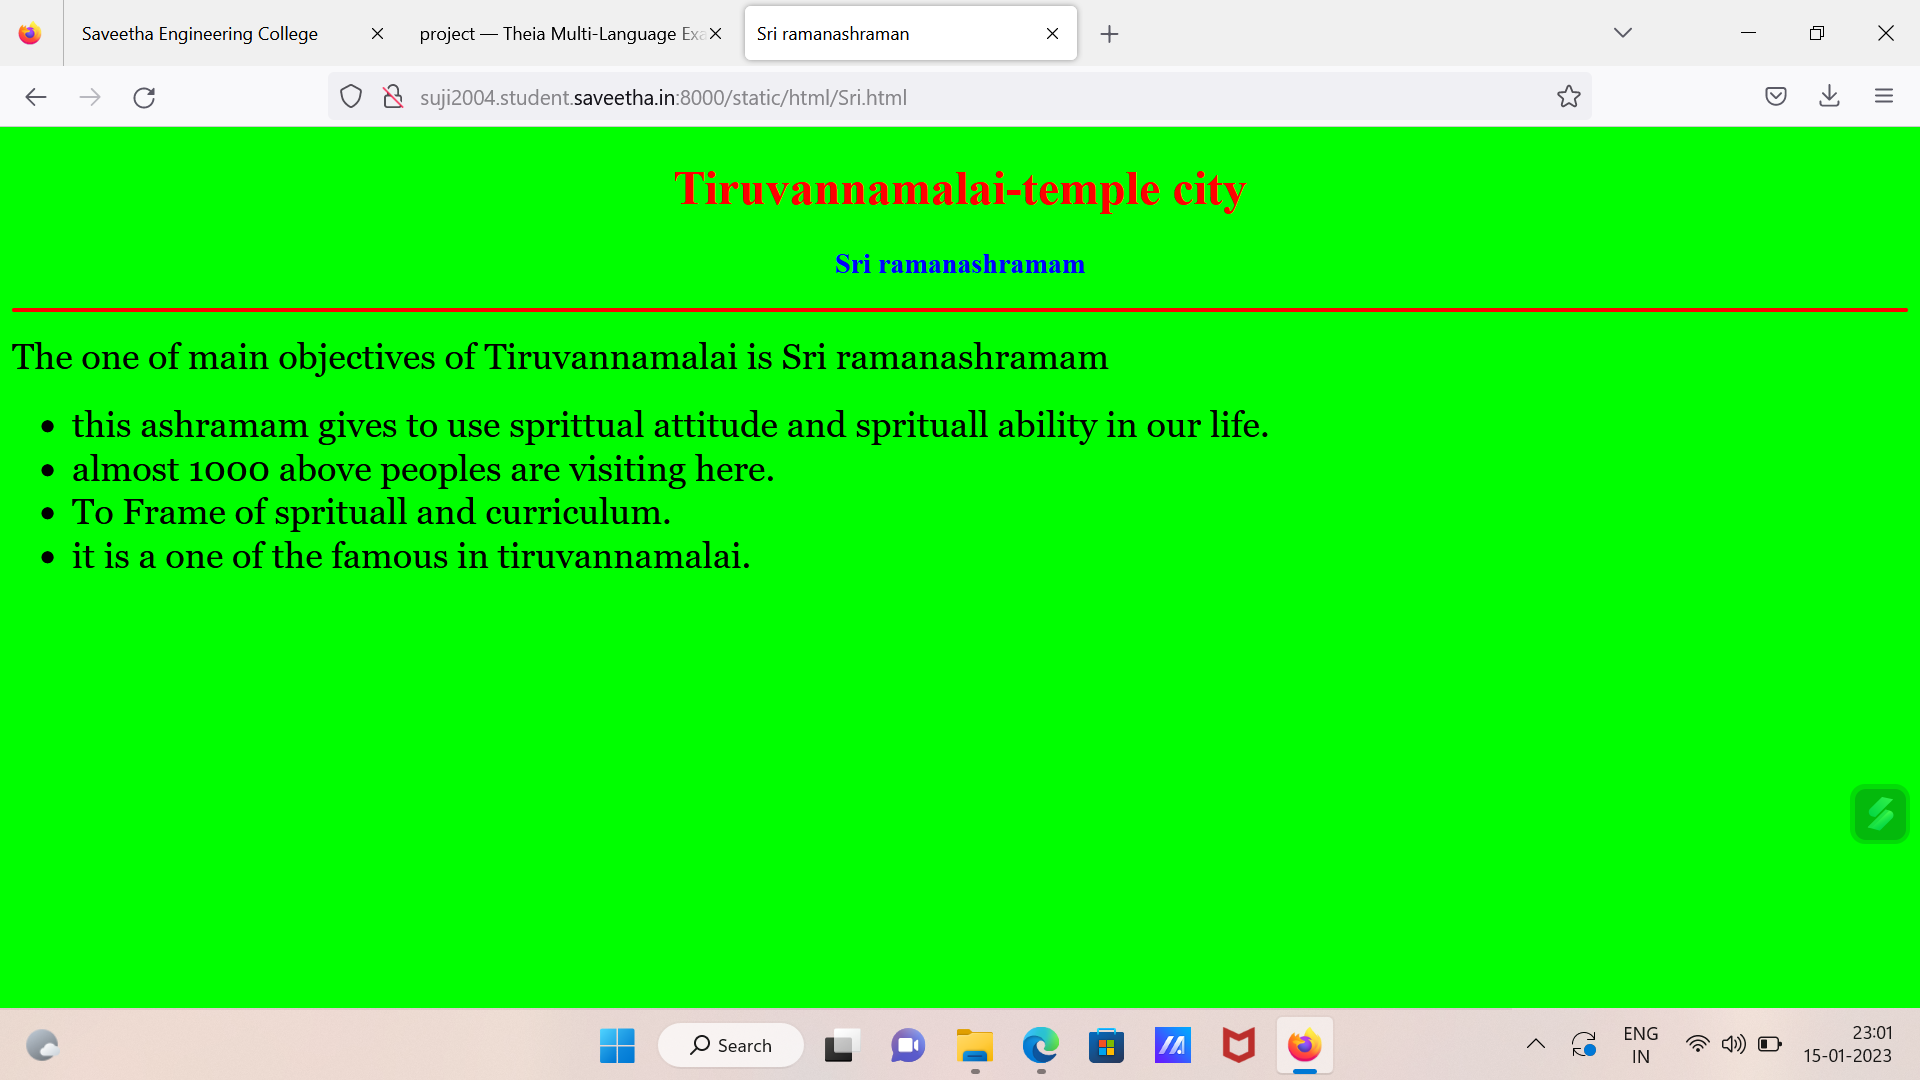 Saveetha Engineering College
project — Theia Multi-Language Exa
Sri ramanashraman
suji2004.student.saveetha.in:8000/static/html/Sri.html
Tiruvannamalai-temple city
Sri ramanashramam
The one of main objectives of Tiruvannamalai is Sri ramanashramam
• this ashramam gives to use sprittual attitude and sprituall ability in our life.
• almost 1000 above peoples are visiting here.
• To Frame of sprituall and curriculum.
• it is a one of the famous in tiruvannamalai.
Search
ENG
IN
23:01
15-01-2023